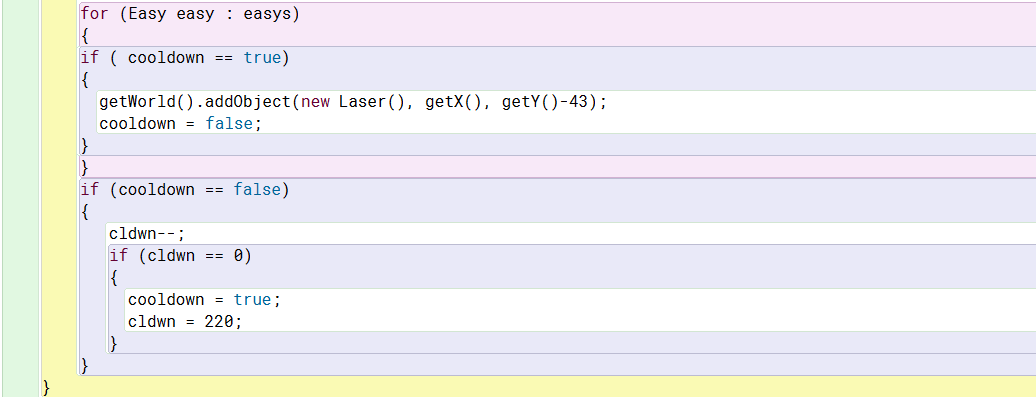 for (Easy easy : easys)
{
if ( cooldown == true)
{
getWorld().addObject(new Laser(), getX(), getY()-43);
cooldown = false;
}
}
if (cooldown == false)
{
cldwn--;
if (cldwn == 0)
{
cooldown = true;
cldwn = 220;
}
}
}